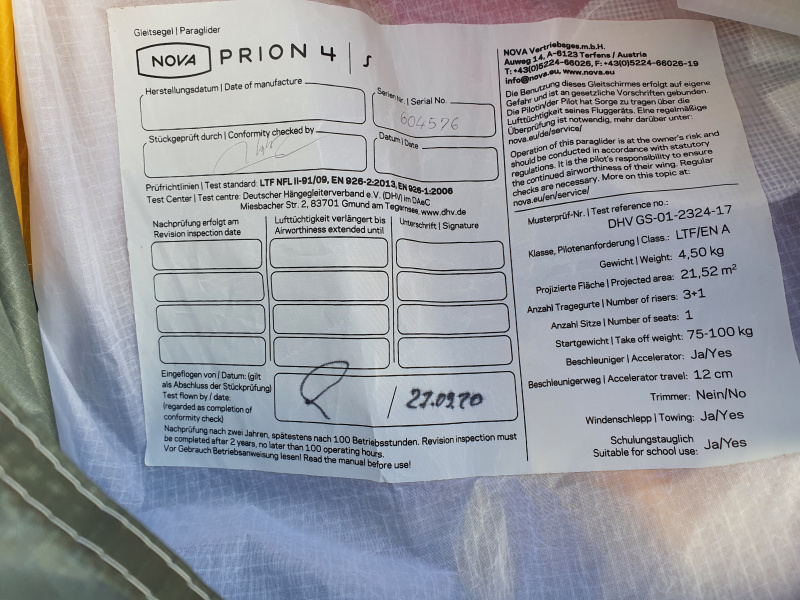 Gleitsegel | Paraglider
NOVA PRION 4 | S
Herstellungsdatum | Date of manufacture
Serien Nr. | Serial No.
604576
Stückgeprüft durch | Conformity checked by
Datum | Date
Prüfrichtlinien | Test standard: LTF NFL II-91/09, EN 926-2:2013, EN 926-1:2006
Test Center | Test centre: Deutscher Hängegleiterverband e.V. (DHV) im DAeC
Miesbacher Str. 2, 83701 Gmund am Tegernsee, www.dhv.de
Nachprüfung erfolgt am
Revision inspection date
Lufttüchtigkeit verlängert bis
Airworthiness extended until
Unterschrift | Signature
Eingeflogen von / Datum: (gilt
als Abschluss der Stückprüfung)
Test flown by / date:
(regarded as completion of
conformity check)
/ 27.09.20
Nachprüfung nach zwei Jahren, spätestens nach 100 Betriebsstunden. Revision inspection must
be completed after 2 years, no later than 100 operating hours.
Vor Gebrauch Betriebsanweisung lesen! Read the manual before use!
NOVA Vertriebsges.m.b.H.
Auweg 14, A-6123 Terfens / Austria
T: +43(0)5224-66026, F: +43(0)5224-66026-19
info@nova.eu, www.nova.eu
Die Benutzung dieses Gleitschirmes erfolgt auf eigene
Gefahr und ist an gesetzliche Vorschriften gebunden.
Die Pilotin/der Pilot hat Sorge zu tragen über die
Lufttüchtigkeit seines Fluggeräts. Eine regelmäßige
Überprüfung ist notwendig, mehr darüber unter:
nova.eu/de/service/
Operation of this paraglider is at the owner's risk and
should be conducted in accordance with statutory
regulations. It is the pilot's responsibility to ensure
the continued airworthiness of their wing. Regular
checks are necessary. More on this topic at:
nova.eu/en/service/
Musterprüf-Nr. | Test reference no.:
DHV GS-01-2324-17
Klasse, Pilotenanforderung | Class.: LTF/EN A
Gewicht | Weight: 4,50 kg
Projizierte Fläche | Projected area: 21,52 m²
Anzahl Tragegurte | Number of risers: 3+1
Anzahl Sitze | Number of seats: 1
Startgewicht | Take off weight: 75-100 kg
Beschleuniger | Accelerator: Ja/Yes
Beschleunigerweg | Accelerator travel: 12 cm
Trimmer: Nein/No
Windenschlepp | Towing: Ja/Yes
Schulungstauglich
Suitable for school use: Ja/Yes